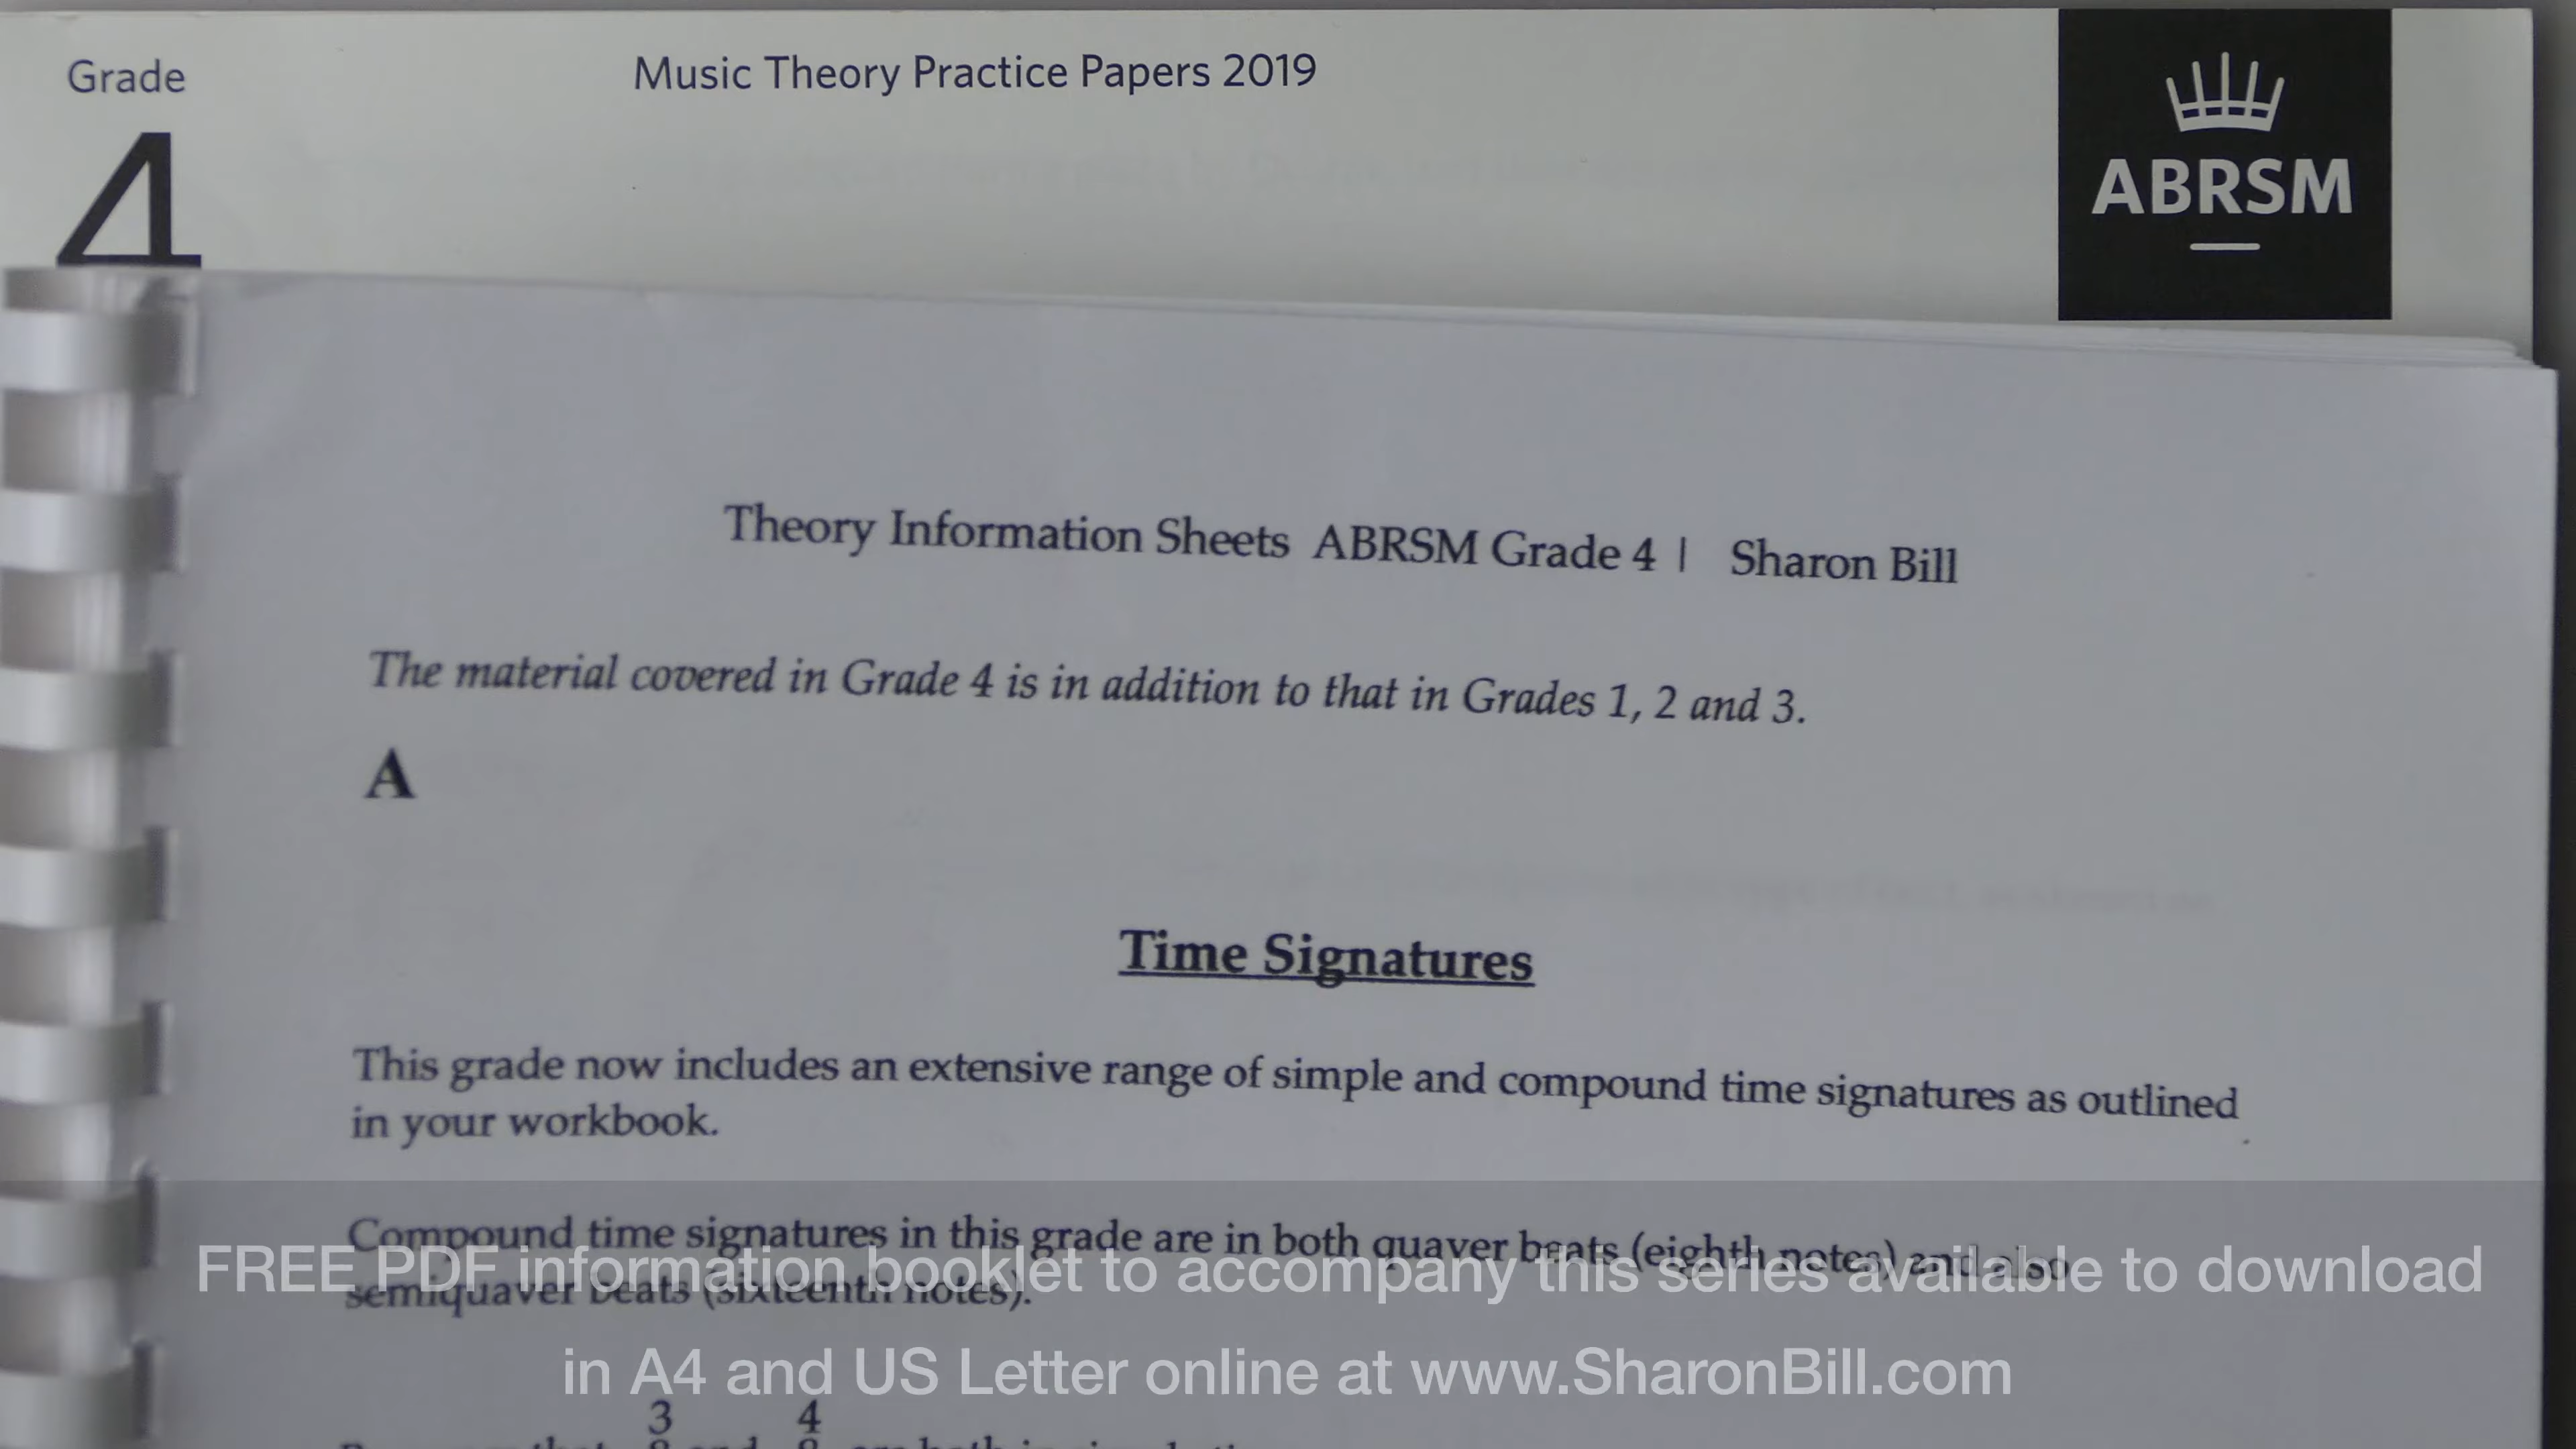 Grade
4
Music Theory Practice Papers 2019
ABRSM
Theory Information Sheets ABRSM Grade 4 | Sharon Bill
The material covered in Grade 4 is in addition to that in Grades 1, 2 and 3.
A
Time Signatures
This grade now includes an extensive range of simple and compound time signatures as outlined
in your workbook.
Compound time signatures in this grade are in both quaver beats (eighth notes) and also
semiquaver beats (sixteenth notes).
FREE PDF information booklet to accompany this series available to download
in A4 and US Letter online at www.SharonBill.com
3 4